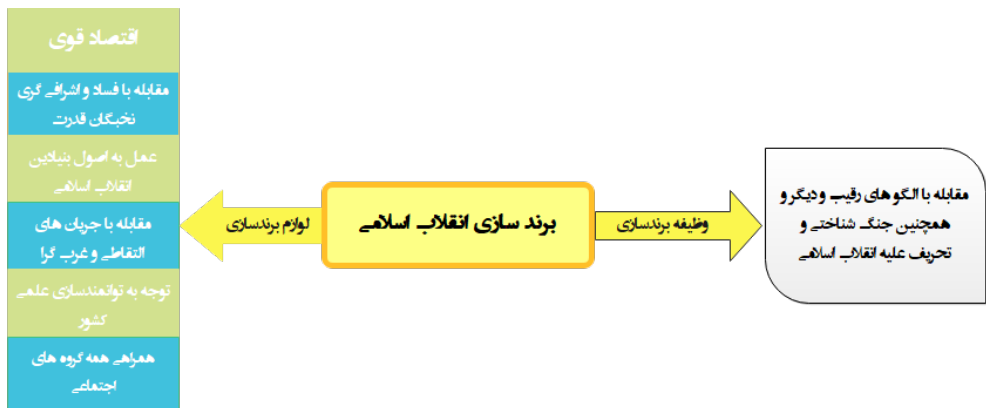 مقابله با الگو های رقیب و دیگر و
همچنین جنگ شناختی و
تحریف علیه انقلاب اسلامی
وظیفه برندسازی
برند سازی انقلاب اسلامی
لوازم برندسازی
اقتصاد قوی
مقابله با فساد و اشرافی گری
نخبگان قدرت
عمل به اصول بنیادین
انقلاب اسلامی
مقابله با جریان های
التقاطی و غرب گرا
توجه به توانمندسازی علمی
کشور
همراهی همه گروه های
اجتماعی